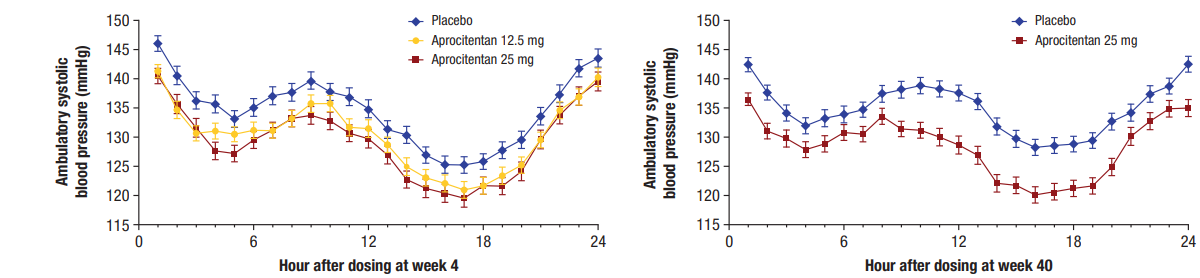 Ambulatory systolic
blood pressure (mmHg)
150
145
140
135
130
125
120
115
0
6
12
18
24
Hour after dosing at week 4
Placebo
Aprocitentan 12.5 mg
Aprocitentan 25 mg
Ambulatory systolic
blood pressure (mmHg)
150
145
140
135
130
125
120
115
0
6
12
18
24
Hour after dosing at week 40
Placebo
Aprocitentan 25 mg